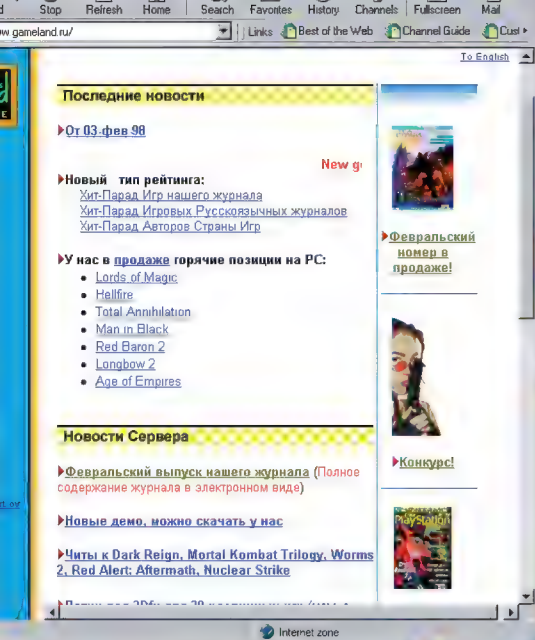 Stop Refresh Home Search Favorites History Channels Fullscreen Mail
gameland.ru/ Links Best of the Web Channel Guide Cust
To English
Последние новости
От 03-фев 98
New g
Новый тип рейтинга:
Хит-Парад Игр нашего журнала
Хит-Парад Игровых Русскоязычных журналов
Хит-Парад Авторов Страны Игр
У нас в продаже горячие позиции на PC:
Lords of Magic
Hellfire
Total Annihilation
Man in Black
Red Baron 2
Longbow 2
Age of Empires
Февральский
номер в
продаже!
Конкурс!
PlayStation
Новости Сервера
Февральский выпуск нашего журнала (Полное
содержание журнала в электронном виде)
Новые демо, можно скачать у нас
Читы к Dark Reign, Mortal Kombat Trilogy, Worms
2, Red Alert: Aftermath, Nuclear Strike
Internet zone